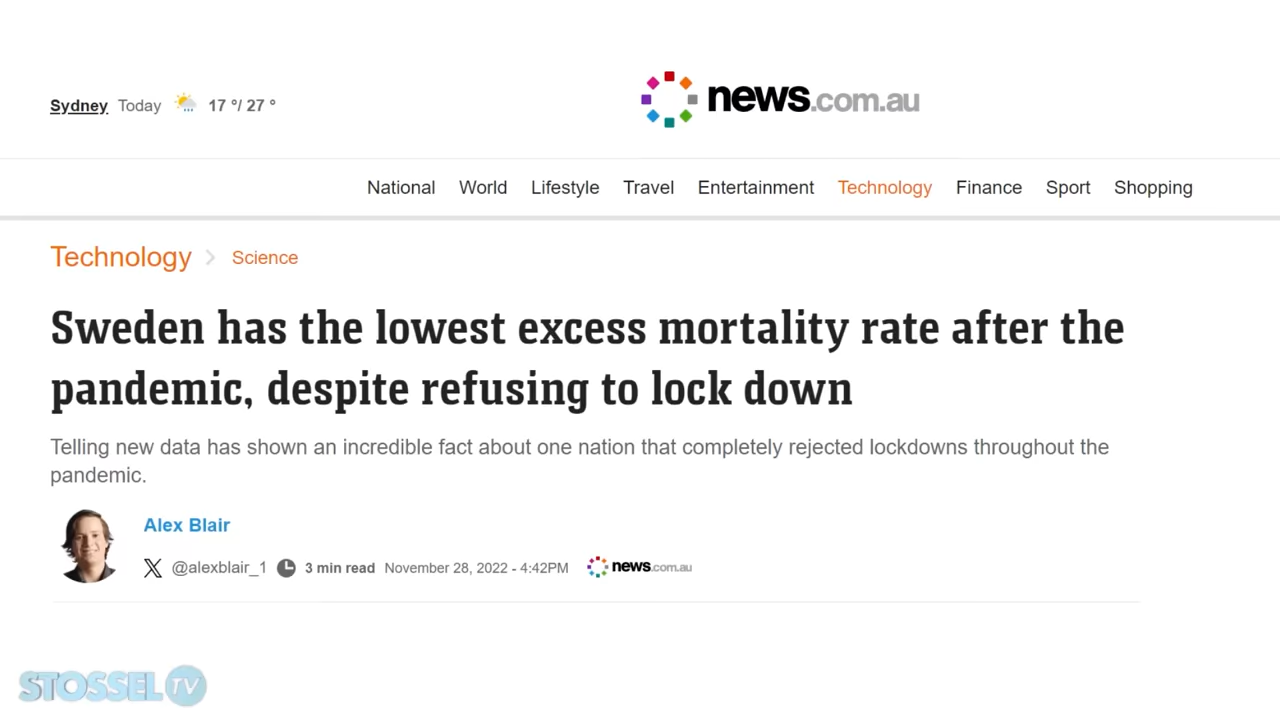 Sydney Today 17 °/ 27 °
news.com.au
National World Lifestyle Travel Entertainment Technology Finance Sport Shopping
Technology > Science
Sweden has the lowest excess mortality rate after the
pandemic, despite refusing to lock down
Telling new data has shown an incredible fact about one nation that completely rejected lockdowns throughout the
pandemic.
Alex Blair
@alexblair_1 3 min read November 28, 2022 - 4:42PM news.com.au
STOSSEL TV